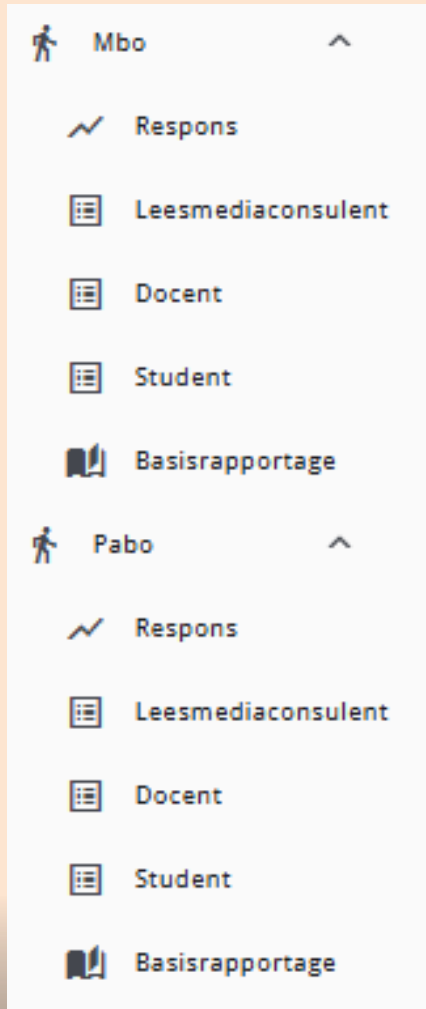 Mbo
Respons
Leesmediaconsulent
Docent
Student
Basisrapportage
Pabo
Respons
Leesmediaconsulent
Docent
Student
Basisrapportage